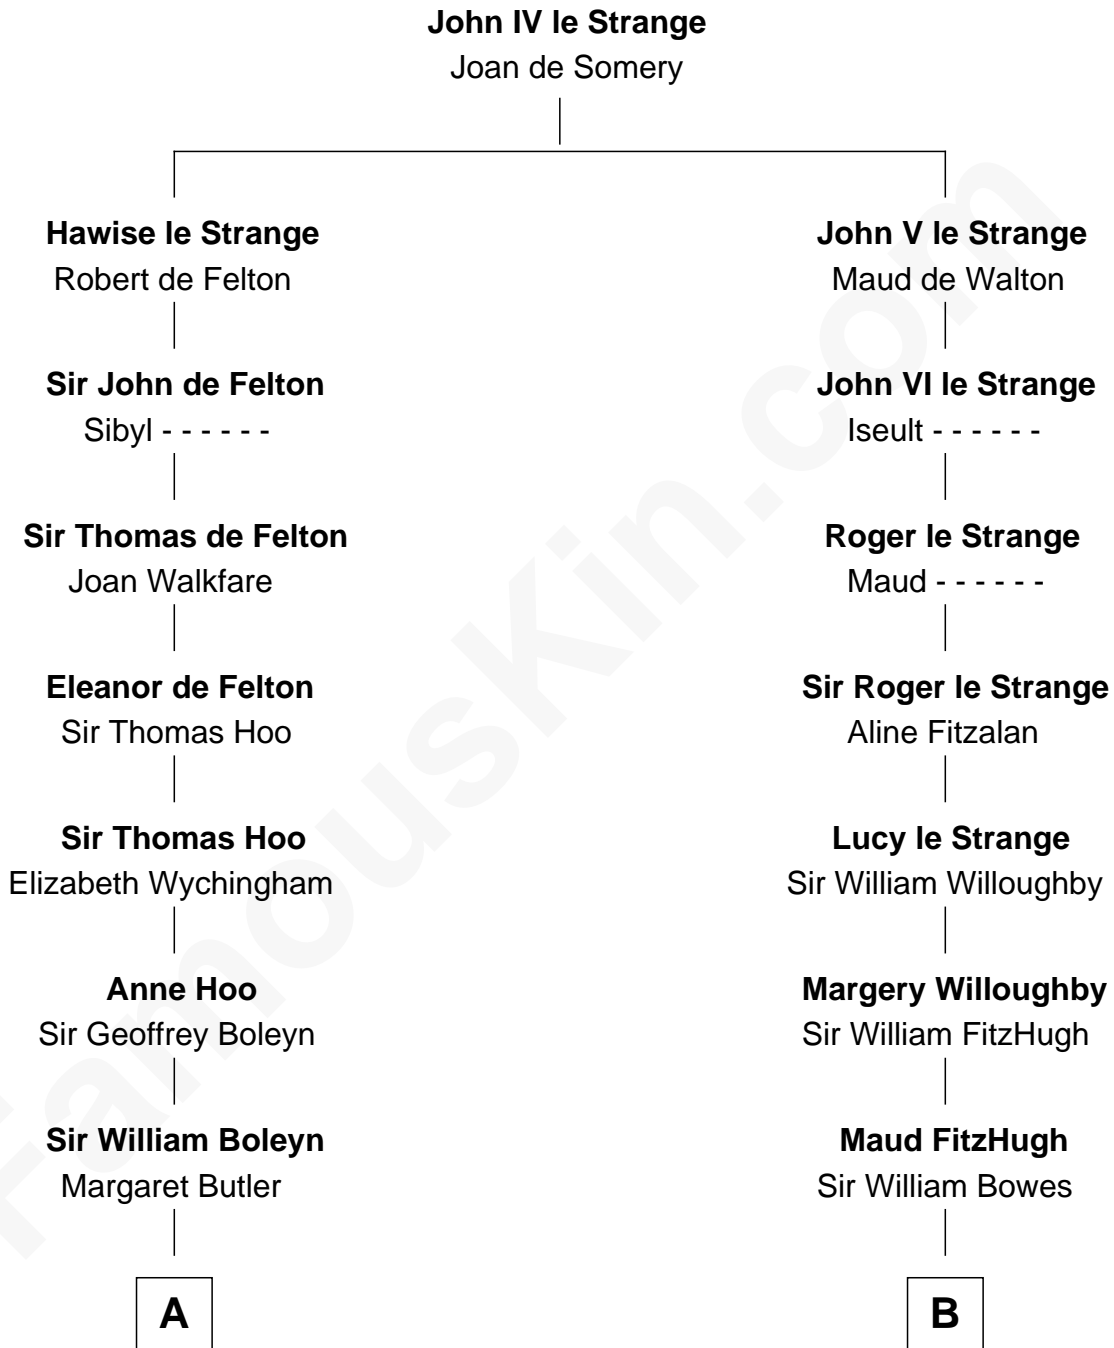 John IV le Strange
Joan de Somery
Hawise le Strange
Robert de Felton
John V le Strange
Maud de Walton
Sir John de Felton
Sibyl - - - - - -
John VI le Strange
Iseult - - - - - -
Sir Thomas de Felton
Joan Walkfare
Roger le Strange
Maud - - - - - -
Eleanor de Felton
Sir Thomas Hoo
Sir Roger le Strange
Aline Fitzalan
Sir Thomas Hoo
Elizabeth Wychingham
Lucy le Strange
Sir William Willoughby
Anne Hoo
Sir Geoffrey Boleyn
Margery Willoughby
Sir William FitzHugh
Sir William Boleyn
Margaret Butler
Maud FitzHugh
Sir William Bowes
A
B
FamousKin.com